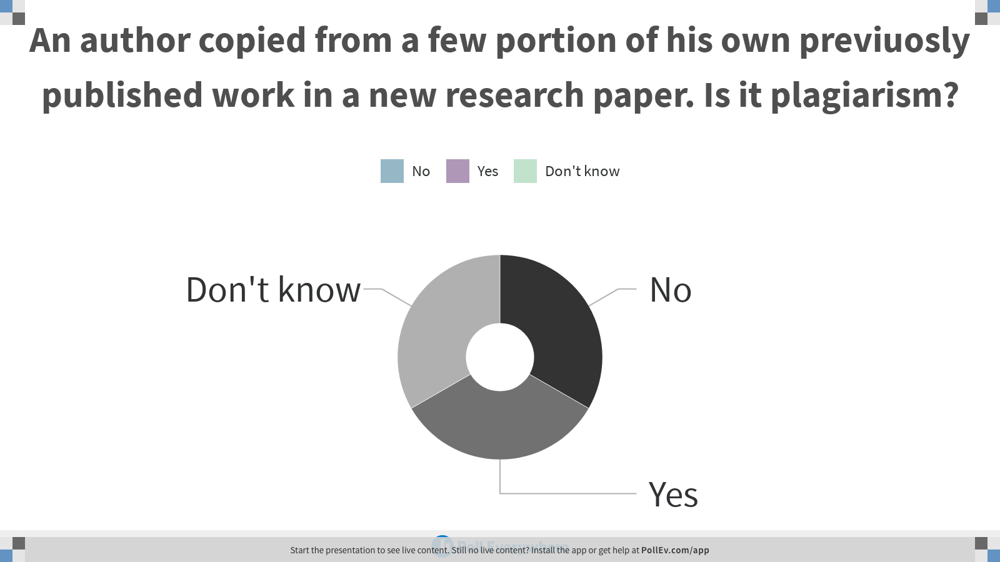 An author copied from a few portion of his own previuosly
published work in a new research paper. Is it plagiarism?
No
Yes
Don't know
Don't know
No
Yes
Poll Everywhere
Start the presentation to see live content. Still no live content? Install the app or get help at PollEv.com/app